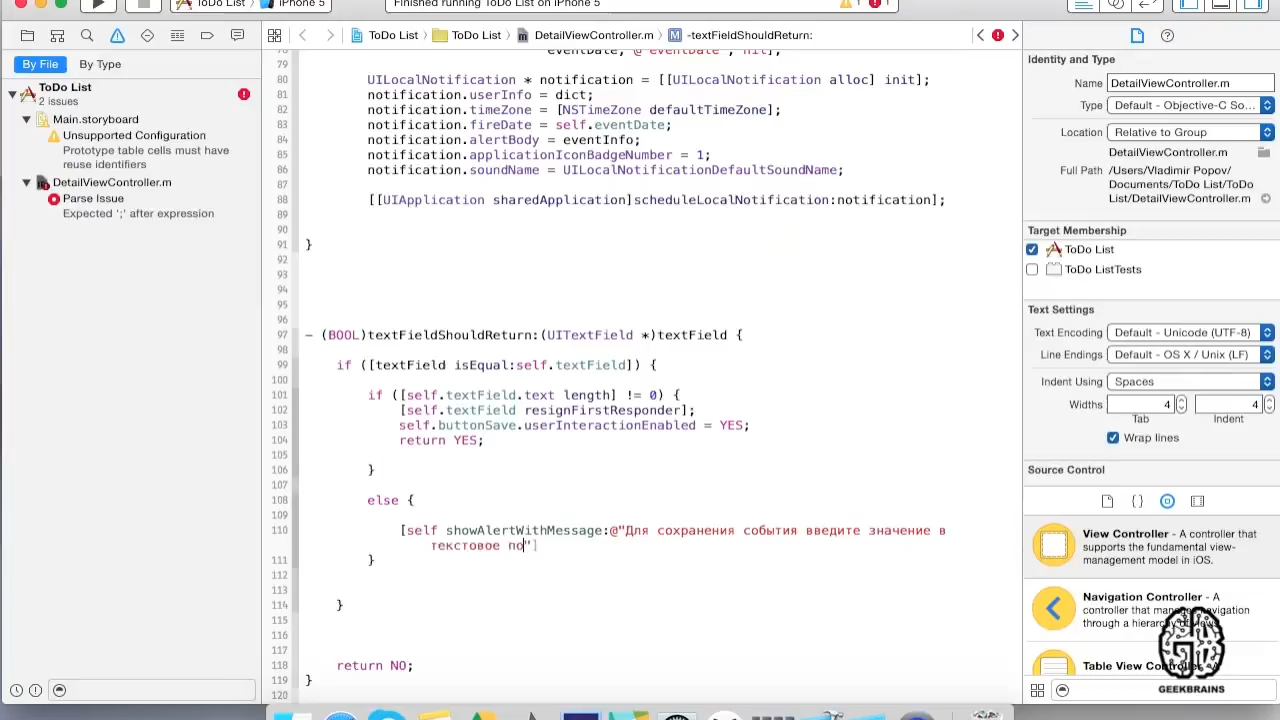 ToDo List
iPhone 5
Finished running ToDo List on iPhone 5
1
1
ToDo List
ToDo List
DetailViewController.m
M
-textFieldShouldReturn:
By File
By Type
ToDo List
2 issues
Main.storyboard
Unsupported Configuration
Prototype table cells must have
reuse identifiers
DetailViewController.m
Parse Issue
Expected ';' after expression
78 eventDate, @"eventDate", nil];
79
80 UILocalNotification * notification = [[UILocalNotification alloc] init];
81 notification.userInfo = dict;
82 notification.timeZone = [NSTimeZone defaultTimeZone];
83 notification.fireDate = self.eventDate;
84 notification.alertBody = eventInfo;
85 notification.applicationIconBadgeNumber = 1;
86 notification.soundName = UILocalNotificationDefaultSoundName;
87
88 [[UIApplication sharedApplication]scheduleLocalNotification:notification];
89
90
91 }
92
93
94
95
96
97 – (BOOL)textFieldShouldReturn:(UITextField *)textField {
98
99 if ([textField isEqual:self.textField]) {
100
101 if ([self.textField.text length] != 0) {
102 [self.textField resignFirstResponder];
103 self.buttonSave.userInteractionEnabled = YES;
104 return YES;
105
106 }
107
108 else {
109
110 [self showAlertWithMessage:@"Для сохранения события введите значение в
текстовое по"]
111 }
112
113
114 }
115
116
117
118 return NO;
119 }
120
Identity and Type
Name DetailViewController.m
Type Default - Objective-C So...
Location Relative to Group
DetailViewController.m
Full Path /Users/Vladimir Popov/
Documents/ToDo List/ToDo
List/DetailViewController.m
Target Membership
ToDo List
ToDo ListTests
Text Settings
Text Encoding Default - Unicode (UTF-8)
Line Endings Default - OS X / Unix (LF)
Indent Using Spaces
Widths 4 4
Tab Indent
Wrap lines
Source Control
View Controller - A controller that
supports the fundamental view-
management model in iOS.
Navigation Controller - A
controller that manages navigation
through a hierarchy of views.
Table View Controller - A
GEEKBRAINS